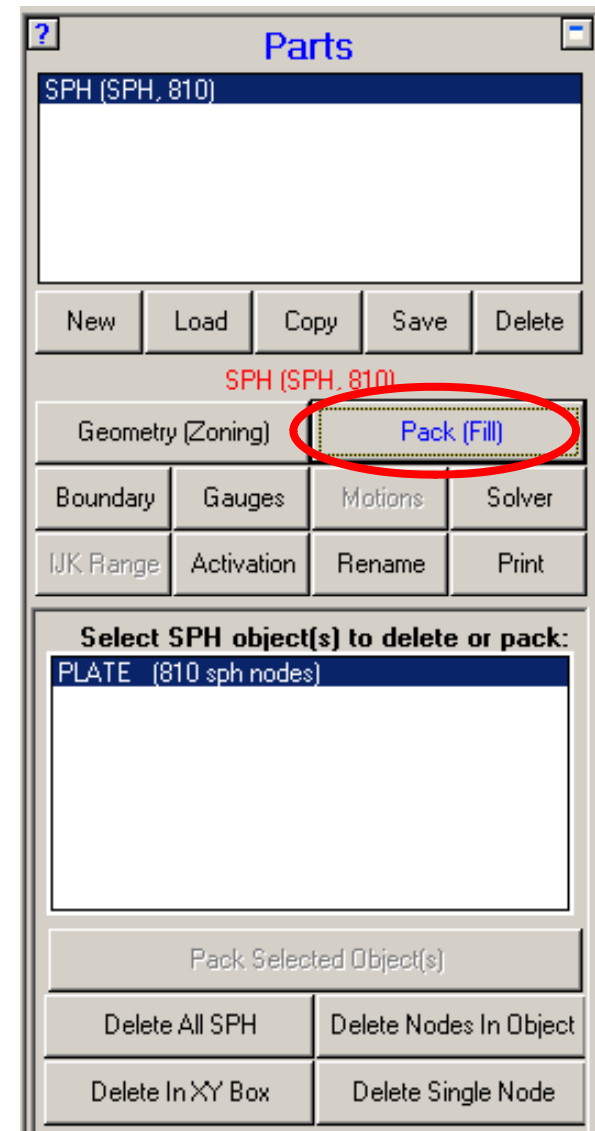 ? Parts
SPH (SPH, 810)
New Load Copy Save Delete
SPH (SPH, 810)
Geometry (Zoning) Pack (Fill)
Boundary Gauges Motions Solver
IJK Range Activation Rename Print
Select SPH object(s) to delete or pack:
PLATE (810 sph nodes)
Pack Selected Object(s)
Delete All SPH Delete Nodes In Object
Delete In XY Box Delete Single Node